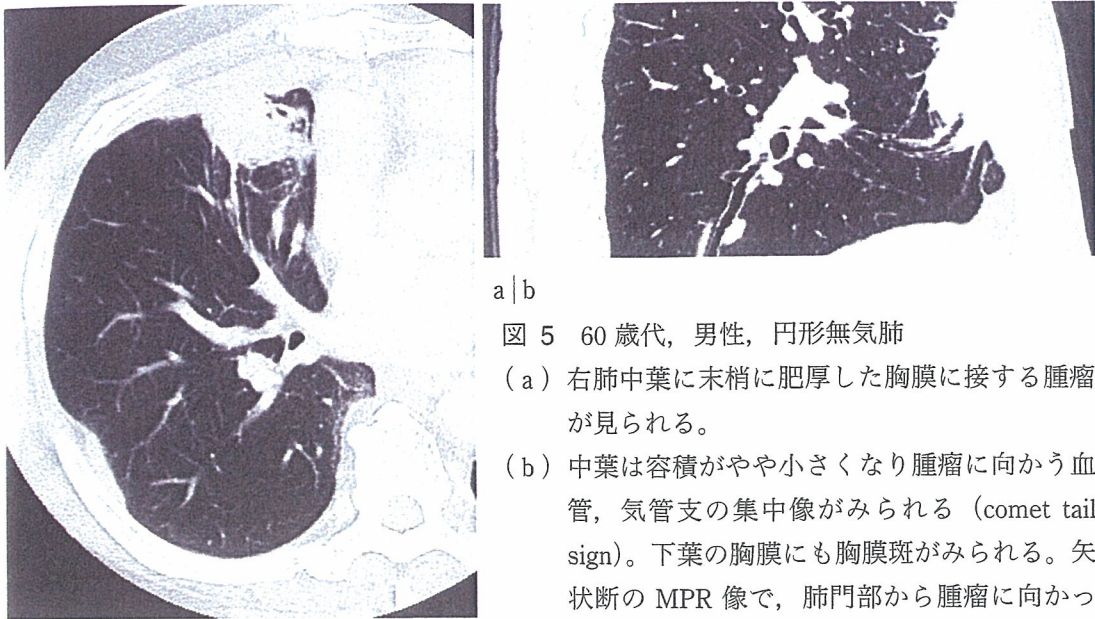 a|b
図 5 60歳代，男性，円形無気肺
（a）右肺中葉に末梢に肥厚した胸膜に接する腫瘤
が見られる。
（b）中葉は容積がやや小さくなり腫瘤に向かう血
管，気管支の集中像がみられる（comet tail
sign）。下葉の胸膜にも胸膜斑がみられる。矢
状断の MPR 像で，肺門部から腫瘤に向かっ